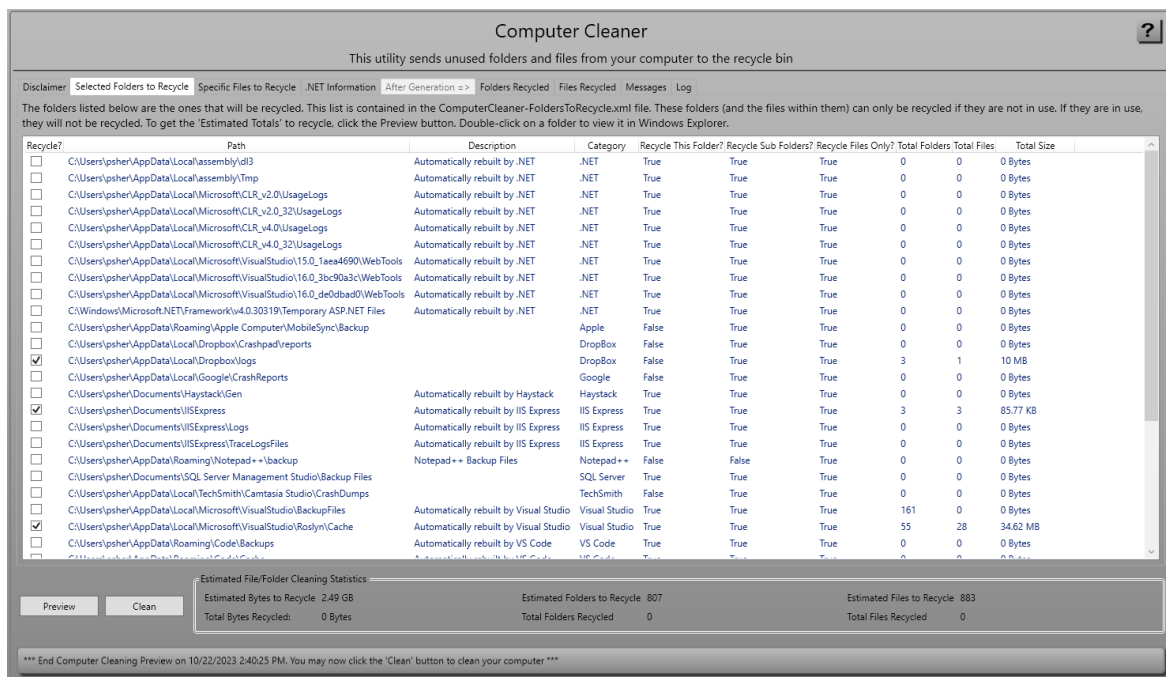 Computer Cleaner
?
This utility sends unused folders and files from your computer to the recycle bin
Disclaimer Selected Folders to Recycle Specific Files to Recycle .NET Information After Generation => Folders Recycled Files Recycled Messages Log
The folders listed below are the ones that will be recycled. This list is contained in the ComputerCleaner-FoldersToRecycle.xml file. These folders (and the files within them) can only be recycled if they are not in use. If they are in use,
they will not be recycled. To get the 'Estimated Totals' to recycle, click the Preview button. Double-click on a folder to view it in Windows Explorer.
Recycle? Path Description Category Recycle This Folder? Recycle Sub Folders? Recycle Files Only? Total Folders Total Files Total Size
C:\Users\psher\AppData\Local\assembly\dl3 Automatically rebuilt by .NET .NET True True True 0 0 0 Bytes
C:\Users\psher\AppData\Local\assembly\Tmp Automatically rebuilt by .NET .NET True True True 0 0 0 Bytes
C:\Users\psher\AppData\Local\Microsoft\CLR_v2.0\UsageLogs Automatically rebuilt by .NET .NET True True True 0 0 0 Bytes
C:\Users\psher\AppData\Local\Microsoft\CLR_v2.0_32\UsageLogs Automatically rebuilt by .NET .NET True True True 0 0 0 Bytes
C:\Users\psher\AppData\Local\Microsoft\CLR_v4.0\UsageLogs Automatically rebuilt by .NET .NET True True True 0 0 0 Bytes
C:\Users\psher\AppData\Local\Microsoft\CLR_v4.0_32\UsageLogs Automatically rebuilt by .NET .NET True True True 0 0 0 Bytes
C:\Users\psher\AppData\Local\Microsoft\VisualStudio\15.0_1aea4690\WebTools Automatically rebuilt by .NET .NET True True True 0 0 0 Bytes
C:\Users\psher\AppData\Local\Microsoft\VisualStudio\16.0_3bc90a3c\WebTools Automatically rebuilt by .NET .NET True True True 0 0 0 Bytes
C:\Users\psher\AppData\Local\Microsoft\VisualStudio\16.0_de0dbad0\WebTools Automatically rebuilt by .NET .NET True True True 0 0 0 Bytes
C:\Windows\Microsoft.NET\Framework\v4.0.30319\Temporary ASP.NET Files Automatically rebuilt by .NET .NET True True True 0 0 0 Bytes
C:\Users\psher\AppData\Roaming\Apple Computer\MobileSync\Backup Apple False True True 0 0 0 Bytes
C:\Users\psher\AppData\Local\Dropbox\Crashpad\reports DropBox False True True 0 0 0 Bytes
C:\Users\psher\AppData\Local\Dropbox\logs DropBox False True True 3 1 10 MB
C:\Users\psher\AppData\Local\Google\CrashReports Google False True True 0 0 0 Bytes
C:\Users\psher\Documents\Haystack\Gen Automatically rebuilt by Haystack Haystack True True True 0 0 0 Bytes
C:\Users\psher\Documents\IISExpress Automatically rebuilt by IIS Express IIS Express True True True 3 3 85.77 KB
C:\Users\psher\Documents\IISExpress\Logs Automatically rebuilt by IIS Express IIS Express True True True 0 0 0 Bytes
C:\Users\psher\Documents\IISExpress\TraceLogsFiles Automatically rebuilt by IIS Express IIS Express True True True 0 0 0 Bytes
C:\Users\psher\AppData\Roaming\Notepad++\backup Notepad++ Backup Files Notepad++ False False True 0 0 0 Bytes
C:\Users\psher\Documents\SQL Server Management Studio\Backup Files SQL Server True True True 0 0 0 Bytes
C:\Users\psher\AppData\Local\TechSmith\Camtasia Studio\CrashDumps TechSmith False True True 0 0 0 Bytes
C:\Users\psher\AppData\Local\Microsoft\VisualStudio\BackupFiles Automatically rebuilt by Visual Studio Visual Studio True True True 161 0 0 Bytes
C:\Users\psher\AppData\Local\Microsoft\VisualStudio\Roslyn\Cache Automatically rebuilt by Visual Studio Visual Studio True True True 55 28 34.62 MB
C:\Users\psher\AppData\Roaming\Code\Backups Automatically rebuilt by VS Code VS Code True True True 0 0 0 Bytes
Estimated File/Folder Cleaning Statistics
Preview Clean
Estimated Bytes to Recycle 2.49 GB Estimated Folders to Recycle 807 Estimated Files to Recycle 883
Total Bytes Recycled: 0 Bytes Total Folders Recycled 0 Total Files Recycled 0
*** End Computer Cleaning Preview on 10/22/2023 2:40:25 PM. You may now click the 'Clean' button to clean your computer ***